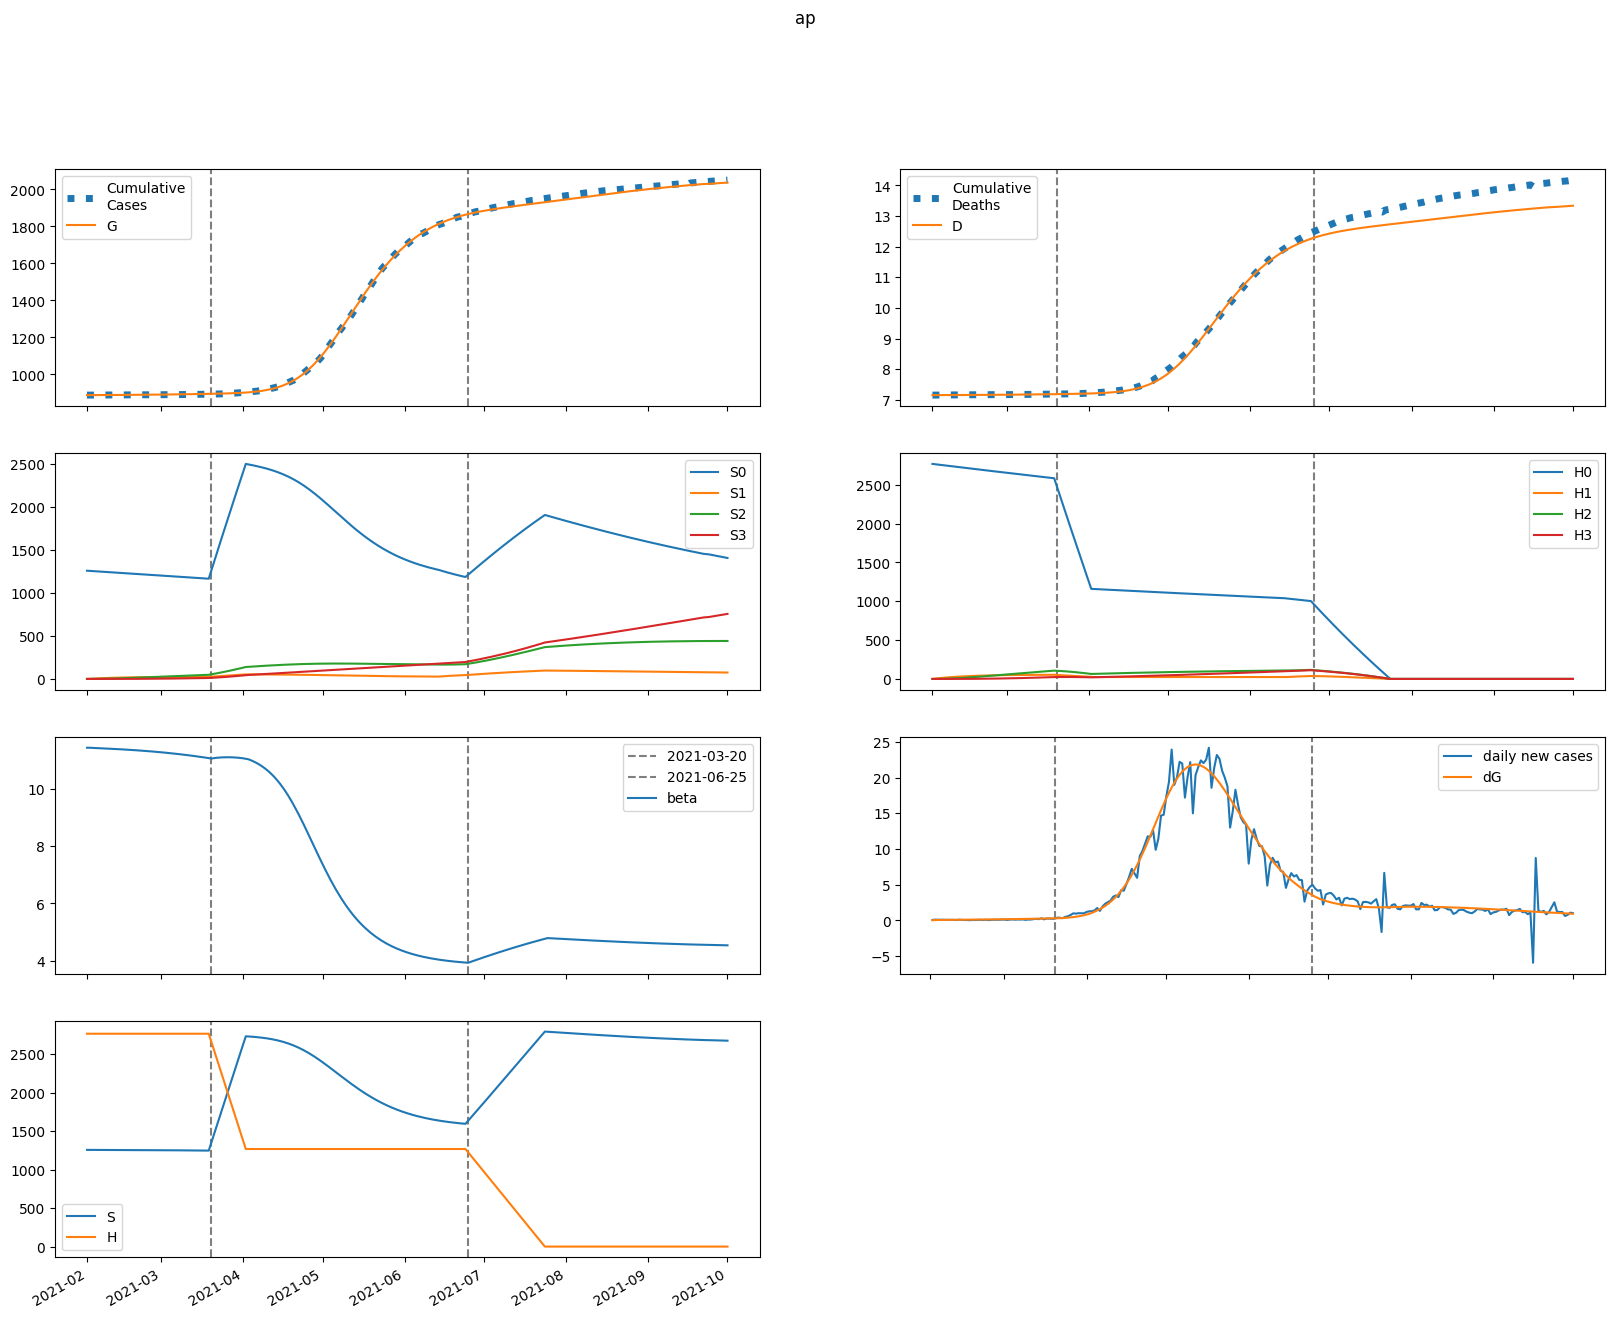 ap
Cumulative
Cases
G
2000
1800
1600
1400
1200
1000
Cumulative
Deaths
D
14
13
12
11
10
9
8
7
S0
S1
S2
S3
2500
2000
1500
1000
500
0
H0
H1
H2
H3
2500
2000
1500
1000
500
0
2021-03-20
2021-06-25
beta
10
8
6
4
daily new cases
dG
25
20
15
10
5
0
−5
S
H
2500
2000
1500
1000
500
0
2021-02
2021-03
2021-04
2021-05
2021-06
2021-07
2021-08
2021-09
2021-10